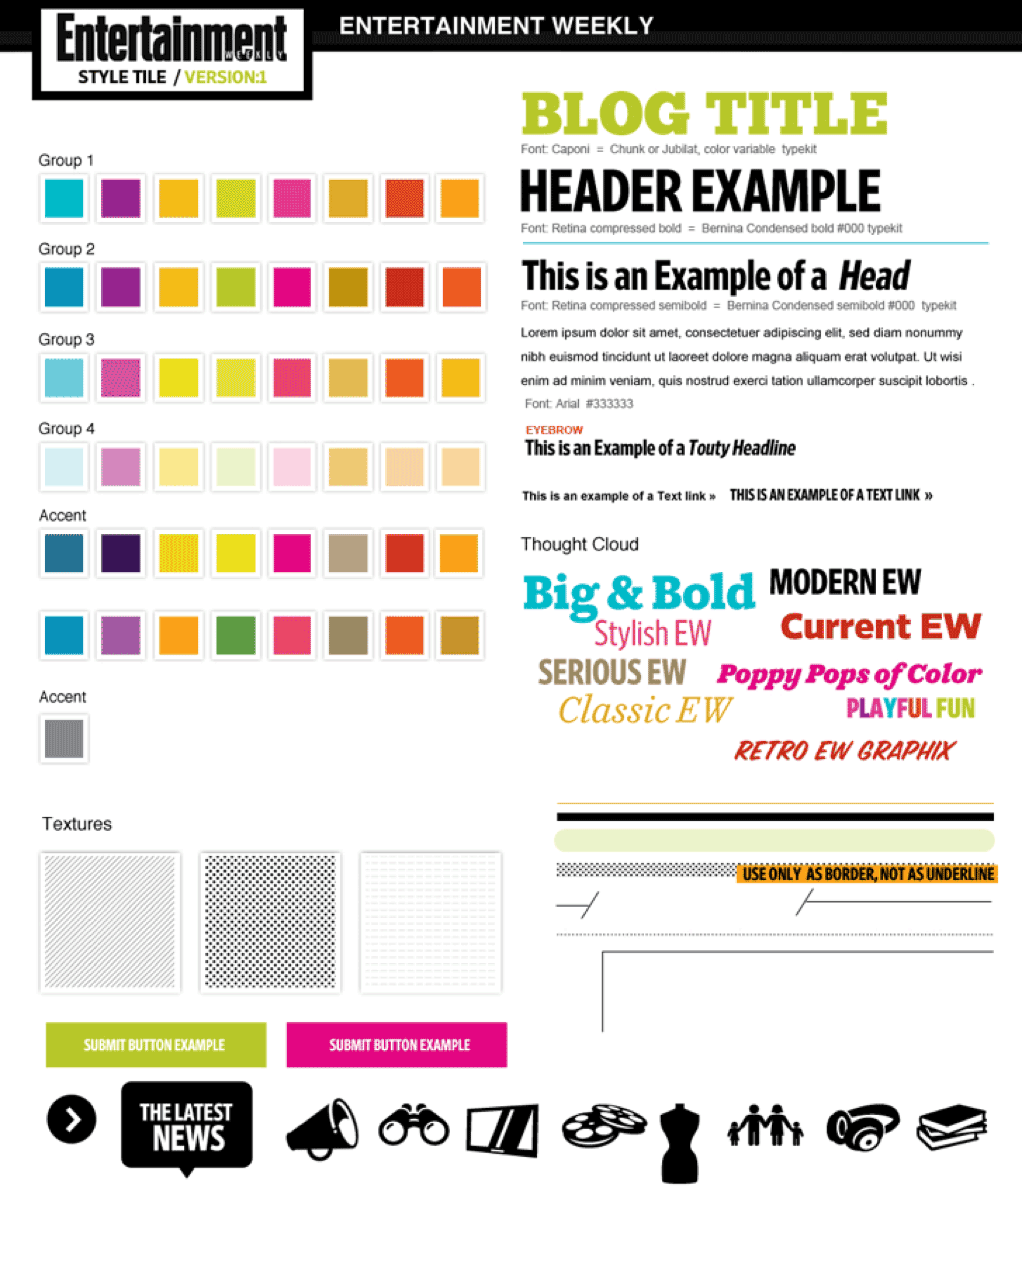 ENTERTAINMENT WEEKLY
Entertainment
WEEKLY
STYLE TILE / VERSION:1
Group 1
Group 2
Group 3
Group 4
Accent
Accent
Textures
BLOG TITLE
Font: Caponi = Chunk or Jubilat, color variable typekit
HEADER EXAMPLE
Font: Retina compressed bold = Bernina Condensed bold #000 typekit
This is an Example of a Head
Font: Retina compressed semibold = Bernina Condensed semibold #000 typekit
Lorem ipsum dolor sit amet, consectetuer adipiscing elit, sed diam nonummy
nibh euismod tincidunt ut laoreet dolore magna aliquam erat volutpat. Ut wisi
enim ad minim veniam, quis nostrud exerci tation ullamcorper suscipit lobortis .
Font: Arial #333333
EYEBROW
This is an Example of a Touty Headline
This is an example of a Text link » THIS IS AN EXAMPLE OF A TEXT LINK »
Thought Cloud
Big & Bold
MODERN EW
Stylish EW
Current EW
SERIOUS EW
Poppy Pops of Color
Classic EW
PLAYFUL FUN
RETRO EW GRAPHIX
USE ONLY AS BORDER, NOT AS UNDERLINE
SUBMIT BUTTON EXAMPLE
SUBMIT BUTTON EXAMPLE
THE LATEST
NEWS